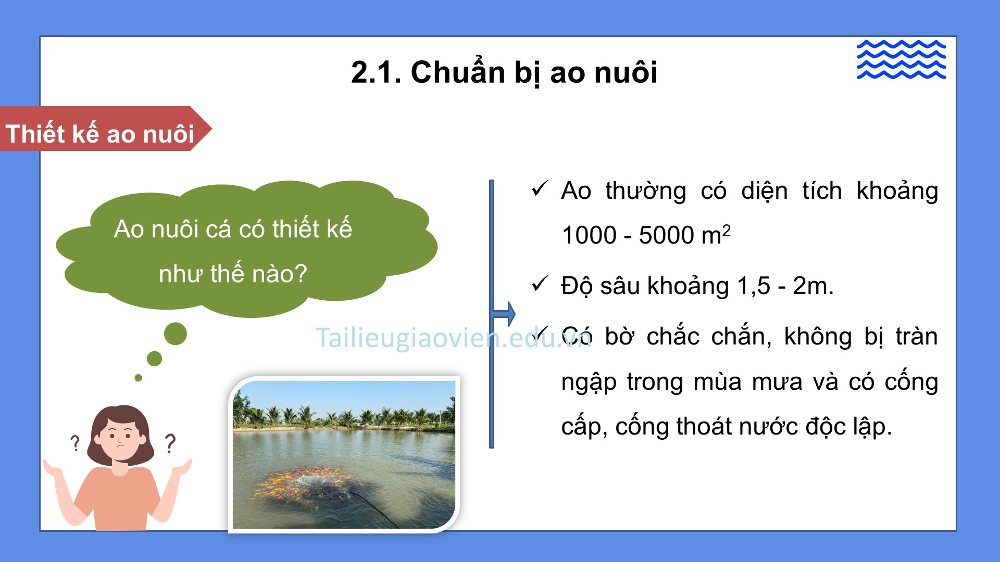 2.1. Chuẩn bị ao nuôi
Thiết kế ao nuôi
Ao nuôi cá có thiết kế
như thế nào?
? ?
✓ Ao thường có diện tích khoảng
1000 - 5000 m²
✓ Độ sâu khoảng 1,5 - 2m.
✓ Có bờ chắc chắn, không bị tràn
ngập trong mùa mưa và có cống
cấp, cống thoát nước độc lập.
Tailieugiaovien.edu.vn